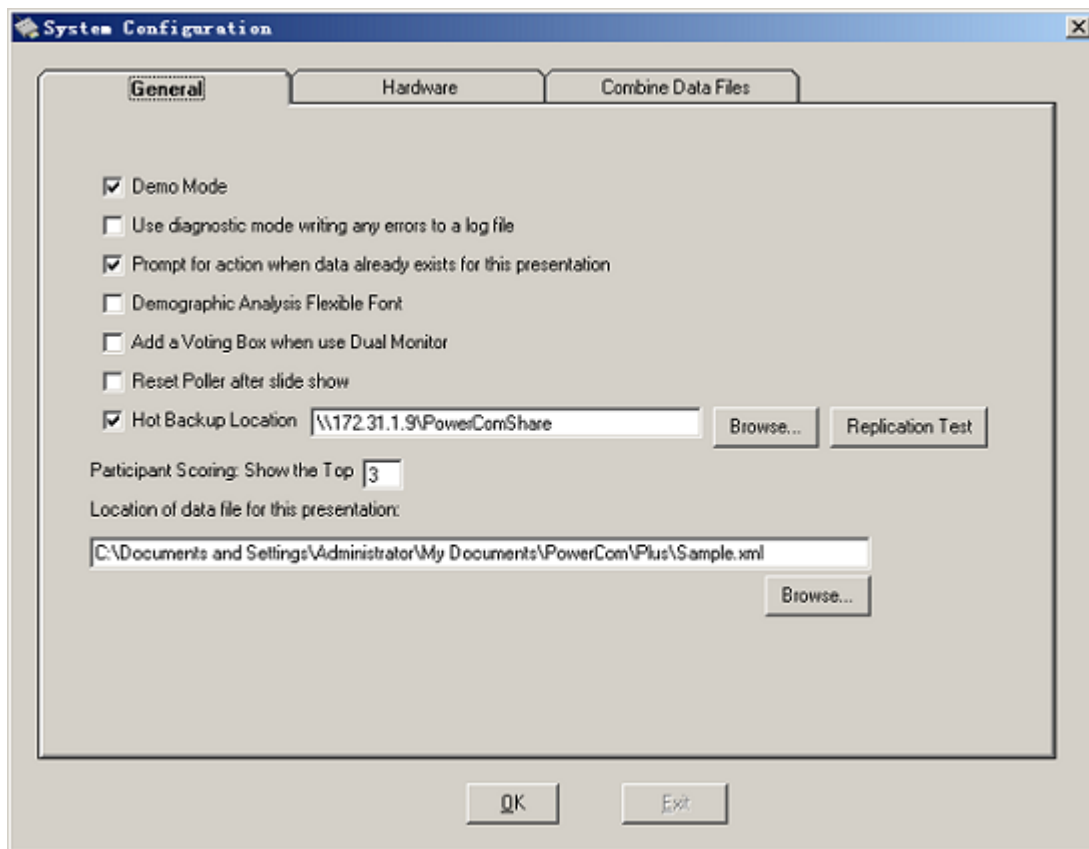 System Configuration
General Hardware Combine Data Files
Demo Mode
Use diagnostic mode writing any errors to a log file
Prompt for action when data already exists for this presentation
Demographic Analysis Flexible Font
Add a Voting Box when use Dual Monitor
Reset Poller after slide show
Hot Backup Location \\172.31.1.9\PowerComShare Browse... Replication Test
Participant Scoring: Show the Top 3
Location of data file for this presentation:
C:\Documents and Settings\Administrator\My Documents\PowerCom\Plus\Sample.xml
Browse...
OK Exit